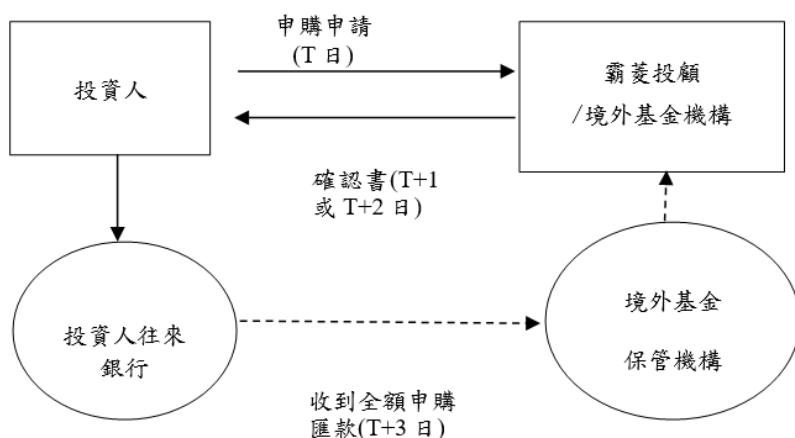 申購申請
(T 日)
投資人
霸菱投顧
/境外基金機構
確認書(T+1
或 T+2 日)
投資人往來
銀行
境外基金
保管機構
收到全額申購
匯款(T+3 日)